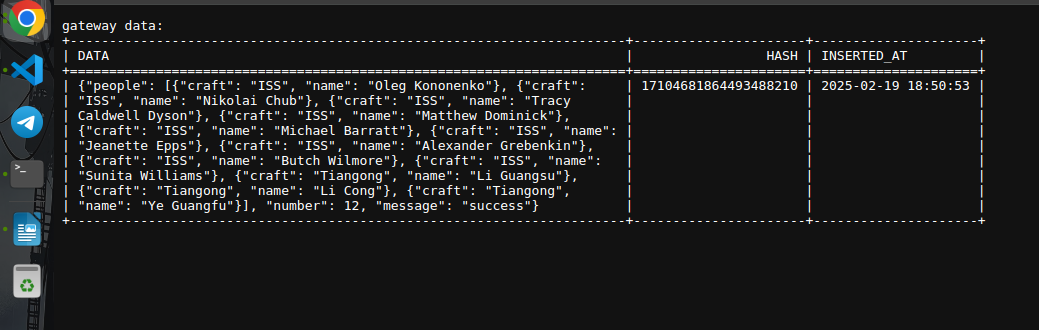 gateway data:
+-----------------------------------------------------------------------+----------------------+---------------------+
| DATA | HASH | INSERTED_AT |
+=======================================================================+======================+=====================+
| {"people": [{"craft": "ISS", "name": "Oleg Kononenko"}, {"craft": | 17104681864493488210 | 2025-02-19 18:50:53 |
| "ISS", "name": "Nikolai Chub"}, {"craft": "ISS", "name": "Tracy | | |
| Caldwell Dyson"}, {"craft": "ISS", "name": "Matthew Dominick"}, | | |
| {"craft": "ISS", "name": "Michael Barratt"}, {"craft": "ISS", "name": | | |
| "Jeanette Epps"}, {"craft": "ISS", "name": "Alexander Grebenkin"}, | | |
| {"craft": "ISS", "name": "Butch Wilmore"}, {"craft": "ISS", "name": | | |
| "Sunita Williams"}, {"craft": "Tiangong", "name": "Li Guangsu"}, | | |
| {"craft": "Tiangong", "name": "Li Cong"}, {"craft": "Tiangong", | | |
| "name": "Ye Guangfu"}], "number": 12, "message": "success"} | | |
+-----------------------------------------------------------------------+----------------------+---------------------+